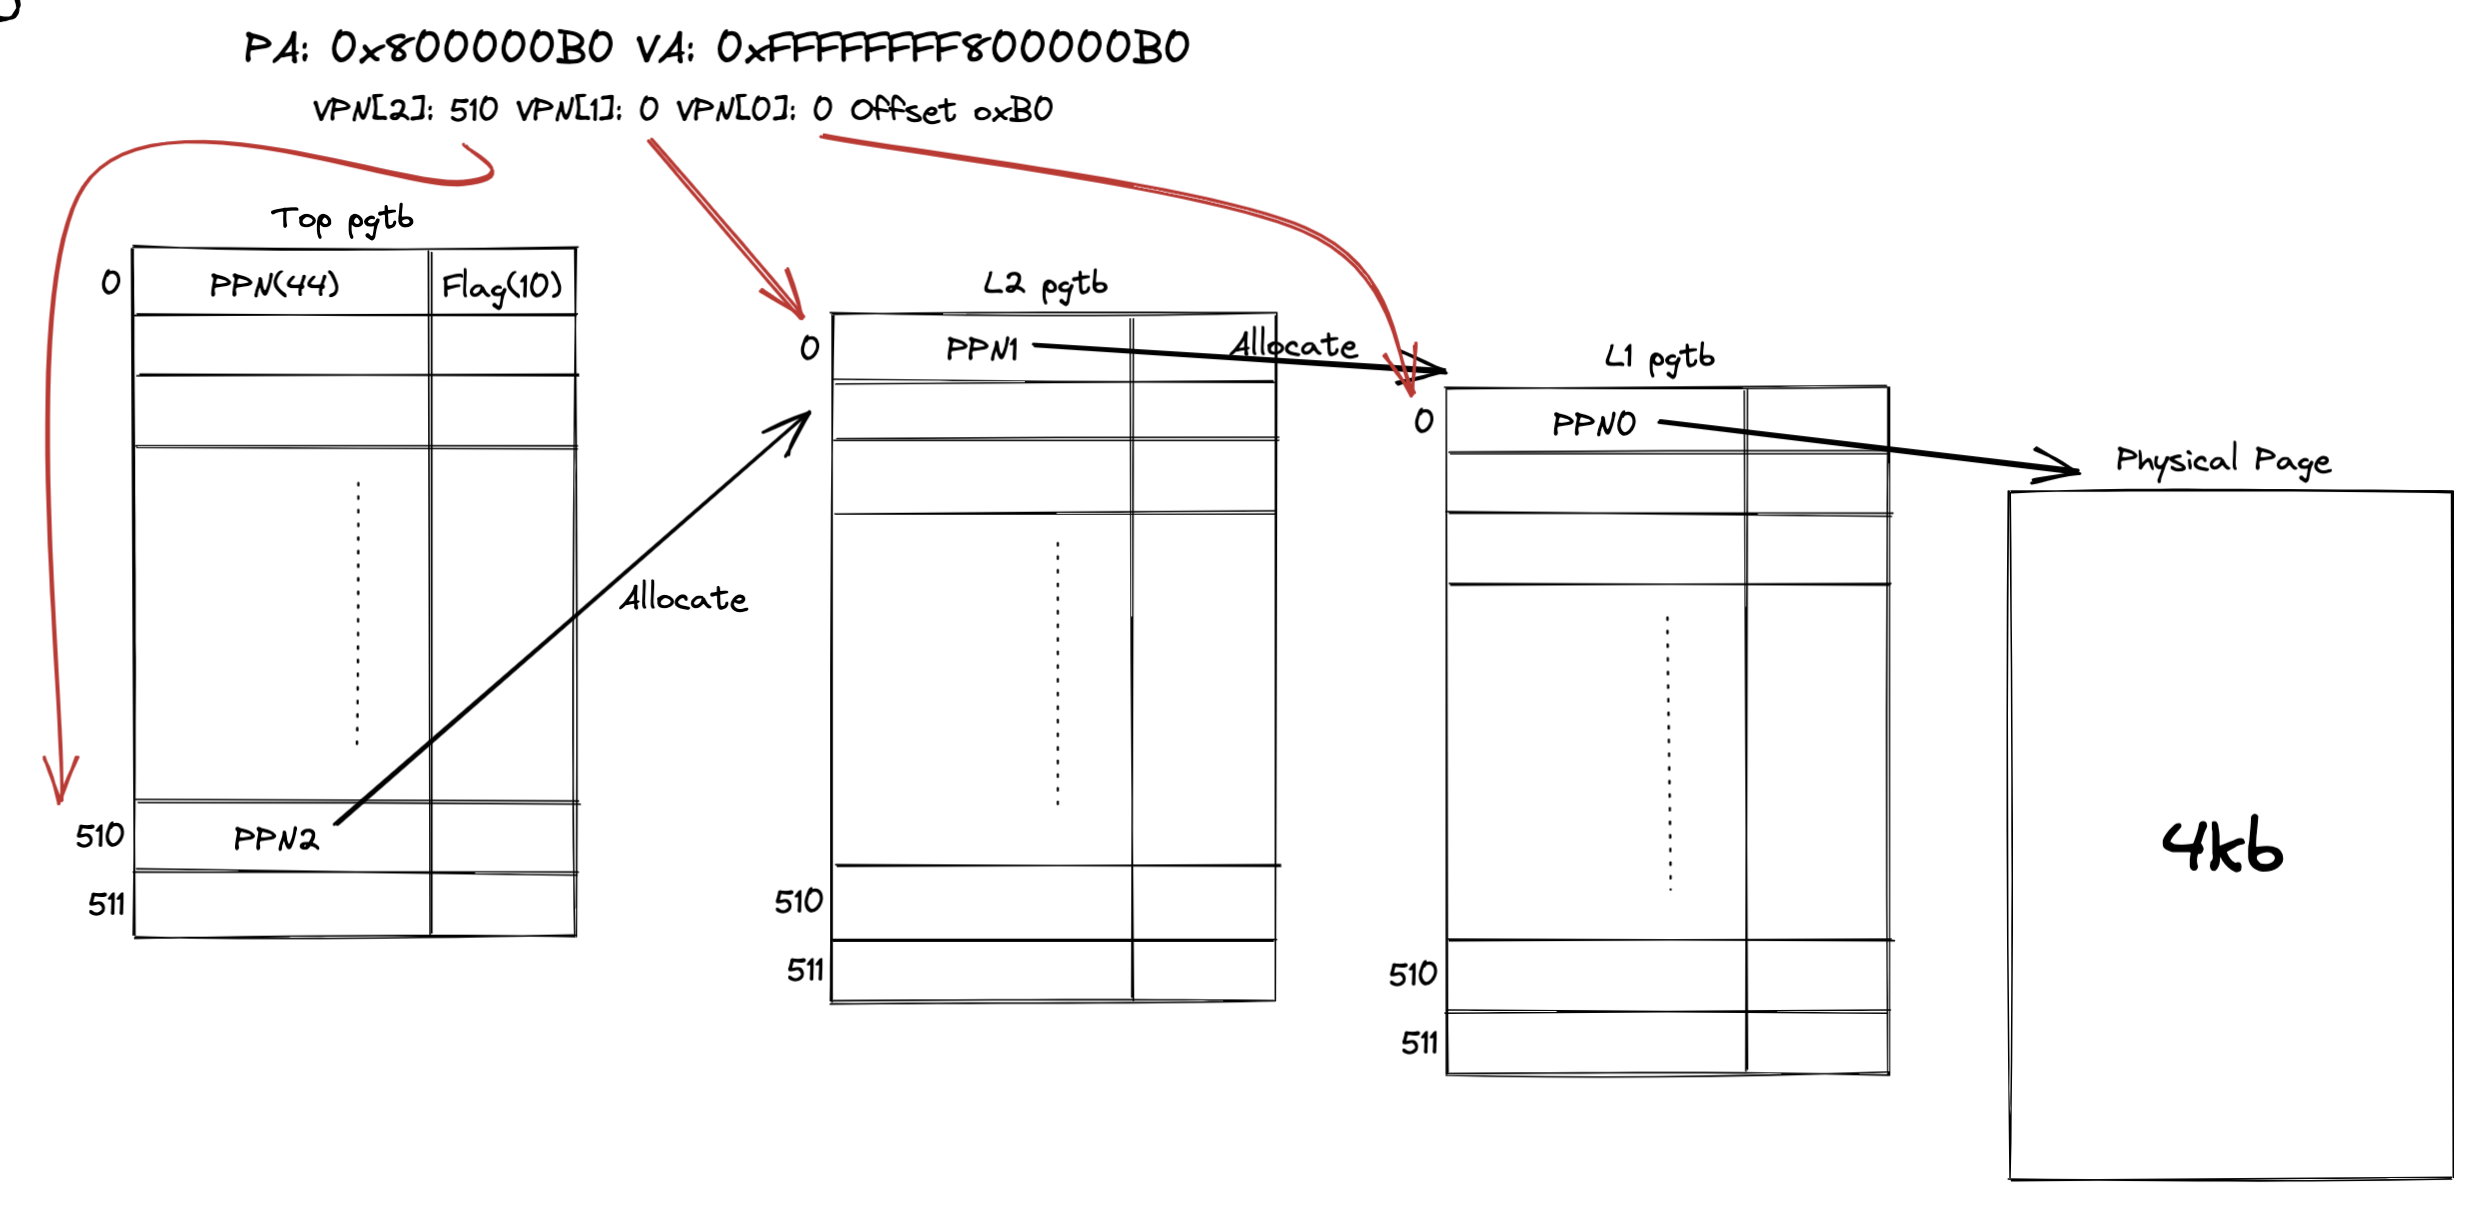 PA: 0x800000B0 VA: 0xFFFFFFFF800000B0
VPN[2]: 510 VPN[1]: 0 VPN[0]: 0 Offset 0xB0
Top pgtb
0 PPN(44) Flag(10)
510 PPN2
511
Allocate
L2 pgtb
0 PPN1
510
511
Allocate
L1 pgtb
0 PPN0
510
511
Physical Page
4kb